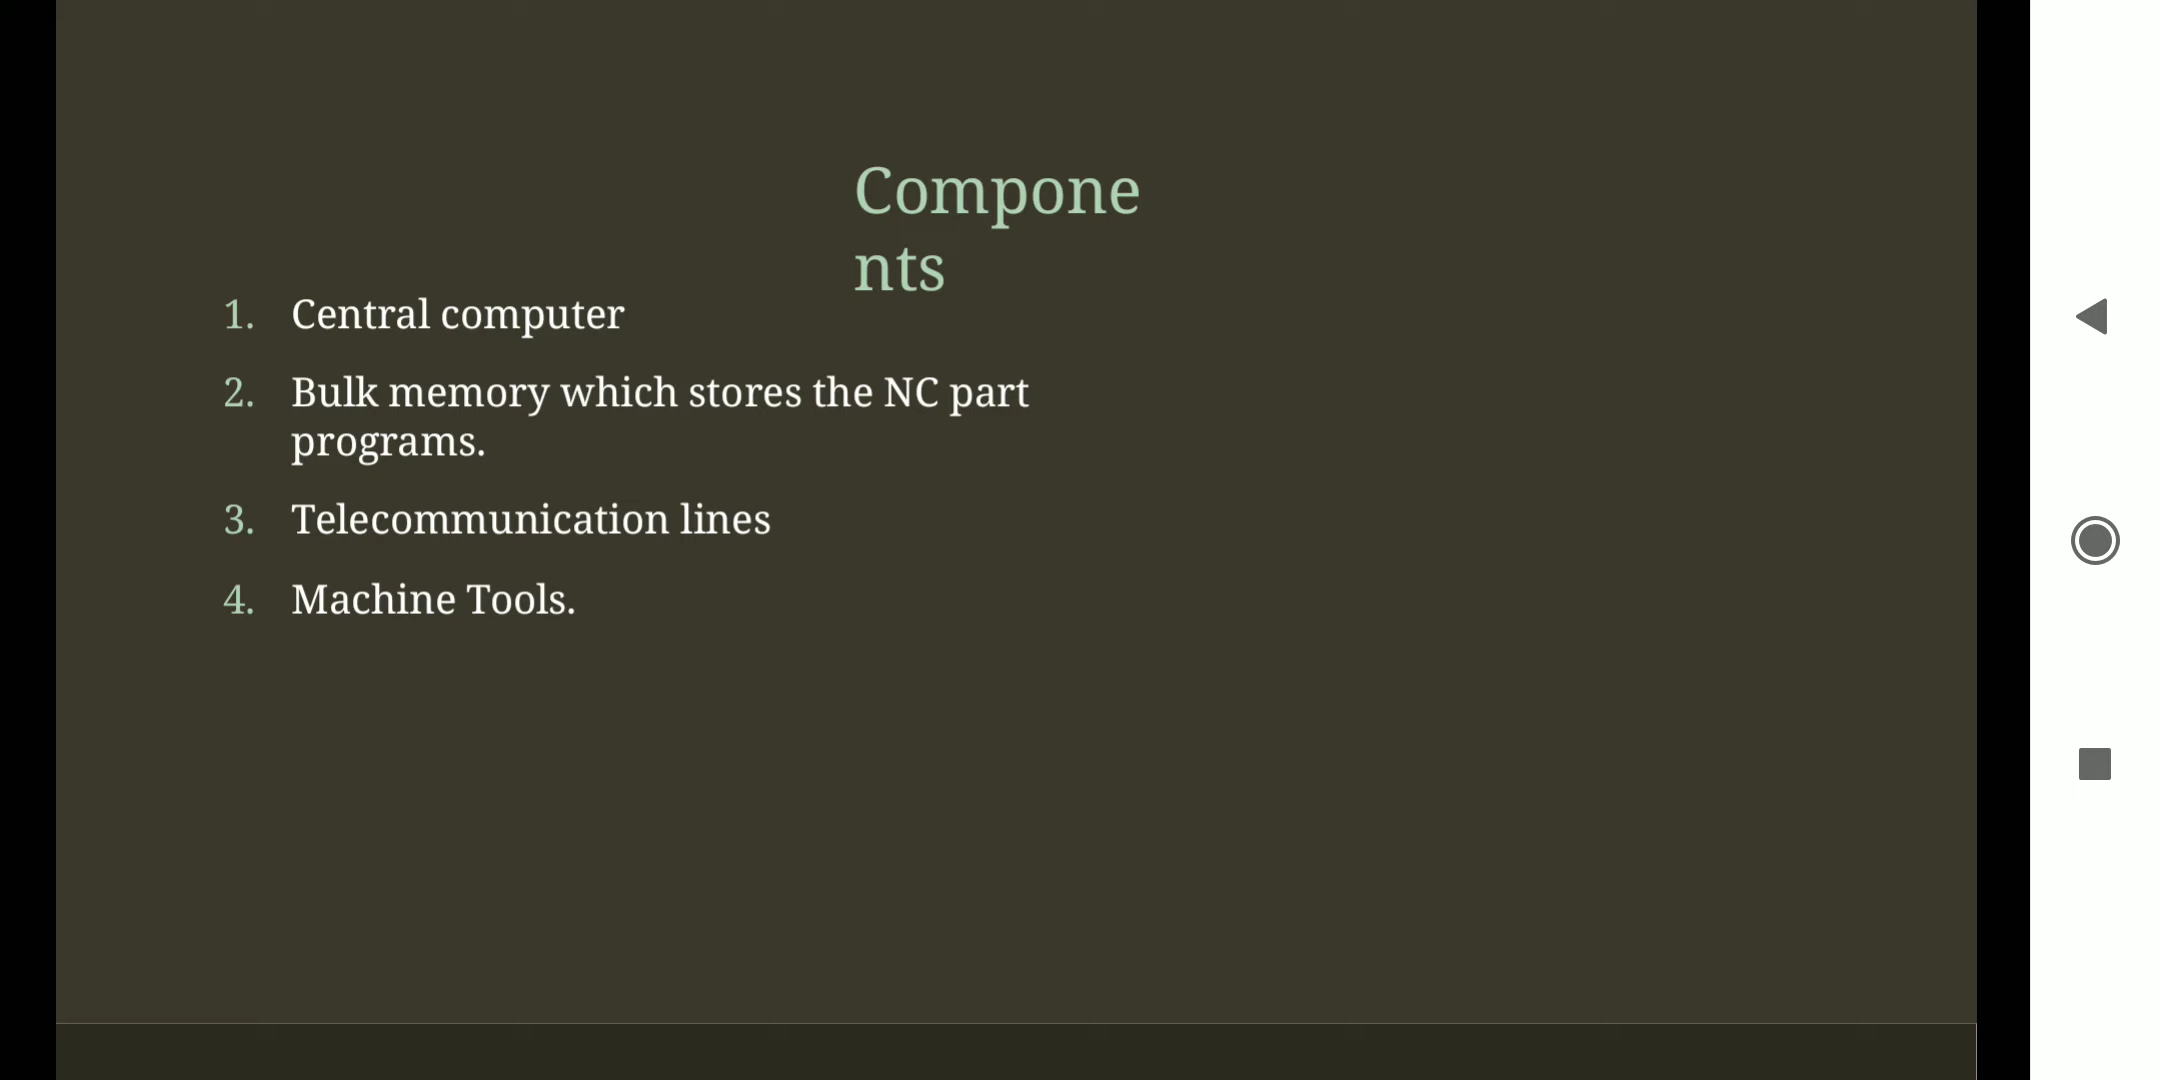 Compone
nts
1. Central computer
2. Bulk memory which stores the NC part
programs.
3. Telecommunication lines
4. Machine Tools.